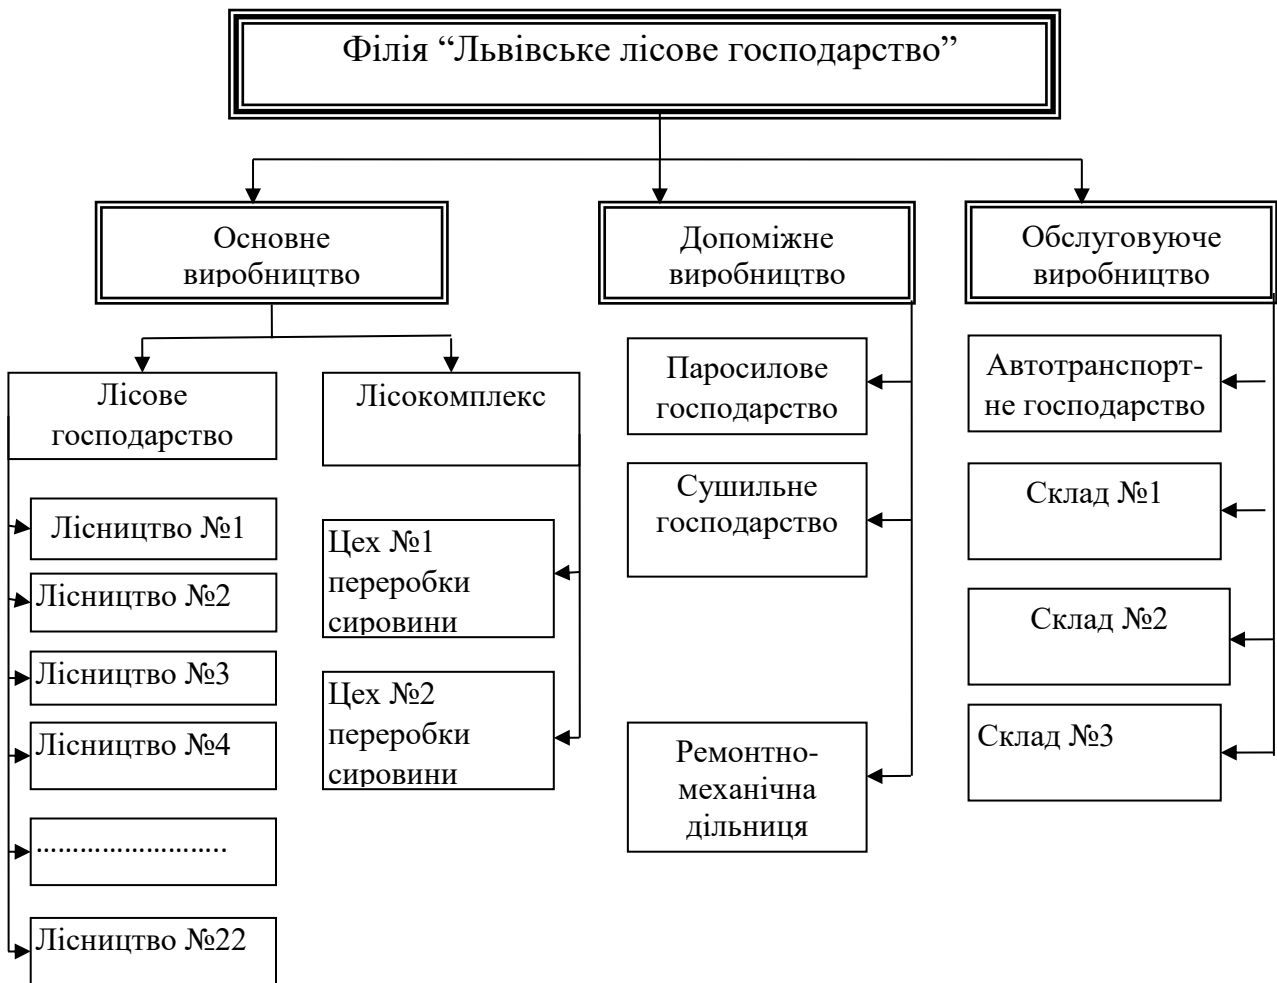 Філія “Львівське лісове господарство”
Основне
виробництво
Допоміжне
виробництво
Обслуговуюче
виробництво
Лісове
господарство
Лісокомплекс
Лісництво №1
Лісництво №2
Лісництво №3
Лісництво №4
……………………..
Лісництво №22
Цех №1
переробки
сировини
Цех №2
переробки
сировини
Паросилове
господарство
Сушильне
господарство
Ремонтно-
механічна
дільниця
Автотранспорт-
не господарство
Склад №1
Склад №2
Склад №3